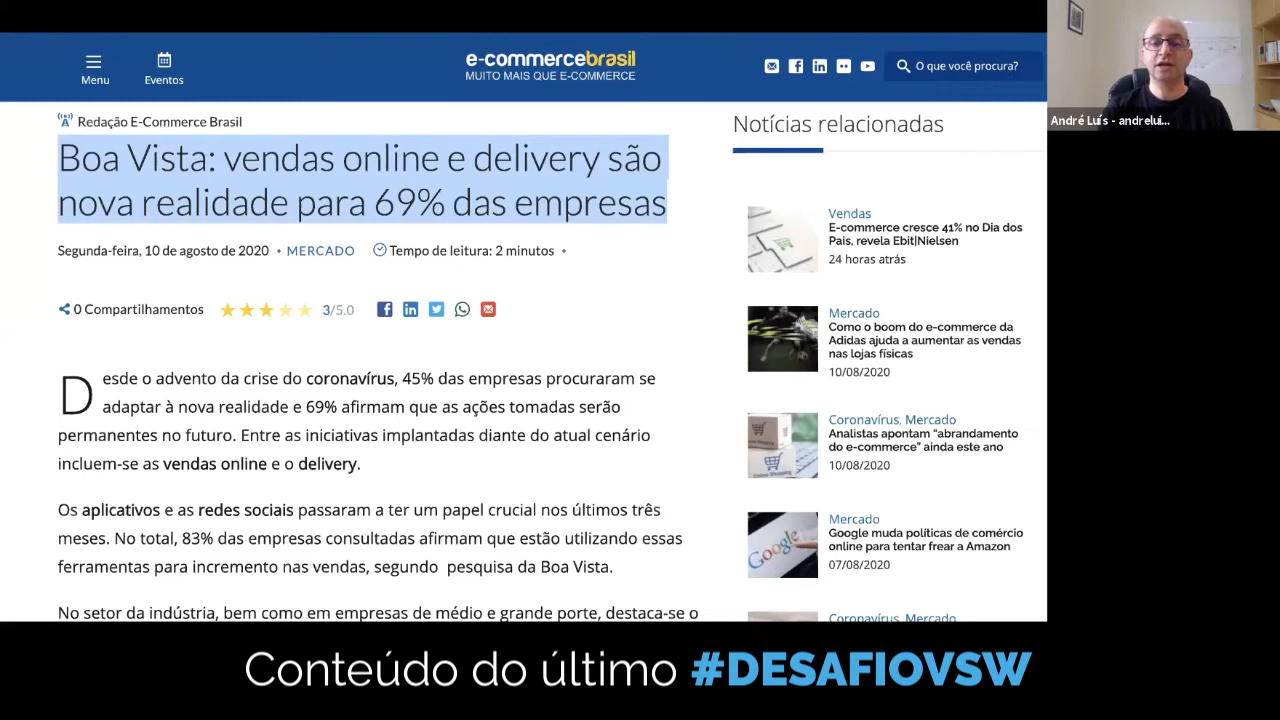 Menu
Eventos
e-commercebrasil
MUITO MAIS QUE E-COMMERCE
O que você procura?
André Luís - andrelui...
Redação E-Commerce Brasil
Boa Vista: vendas online e delivery são
nova realidade para 69% das empresas
Segunda-feira, 10 de agosto de 2020 • MERCADO Tempo de leitura: 2 minutos •
0 Compartilhamentos 3/5.0
Desde o advento da crise do coronavírus, 45% das empresas procuraram se
adaptar à nova realidade e 69% afirmam que as ações tomadas serão
permanentes no futuro. Entre as iniciativas implantadas diante do atual cenário
incluem-se as vendas online e o delivery.
Os aplicativos e as redes sociais passaram a ter um papel crucial nos últimos três
meses. No total, 83% das empresas consultadas afirmam que estão utilizando essas
ferramentas para incremento nas vendas, segundo pesquisa da Boa Vista.
No setor da indústria, bem como em empresas de médio e grande porte, destaca-se o
Notícias relacionadas
Vendas
E-commerce cresce 41% no Dia dos
Pais, revela Ebit|Nielsen
24 horas atrás
Mercado
Como o boom do e-commerce da
Adidas ajuda a aumentar as vendas
nas lojas físicas
10/08/2020
Online Shopping
Coronavírus, Mercado
Analistas apontam “abrandamento
do e-commerce” ainda este ano
10/08/2020
Google
Mercado
Google muda políticas de comércio
online para tentar frear a Amazon
07/08/2020
Coronavírus, Mercado
Conteúdo do último #DESAFIOVSW